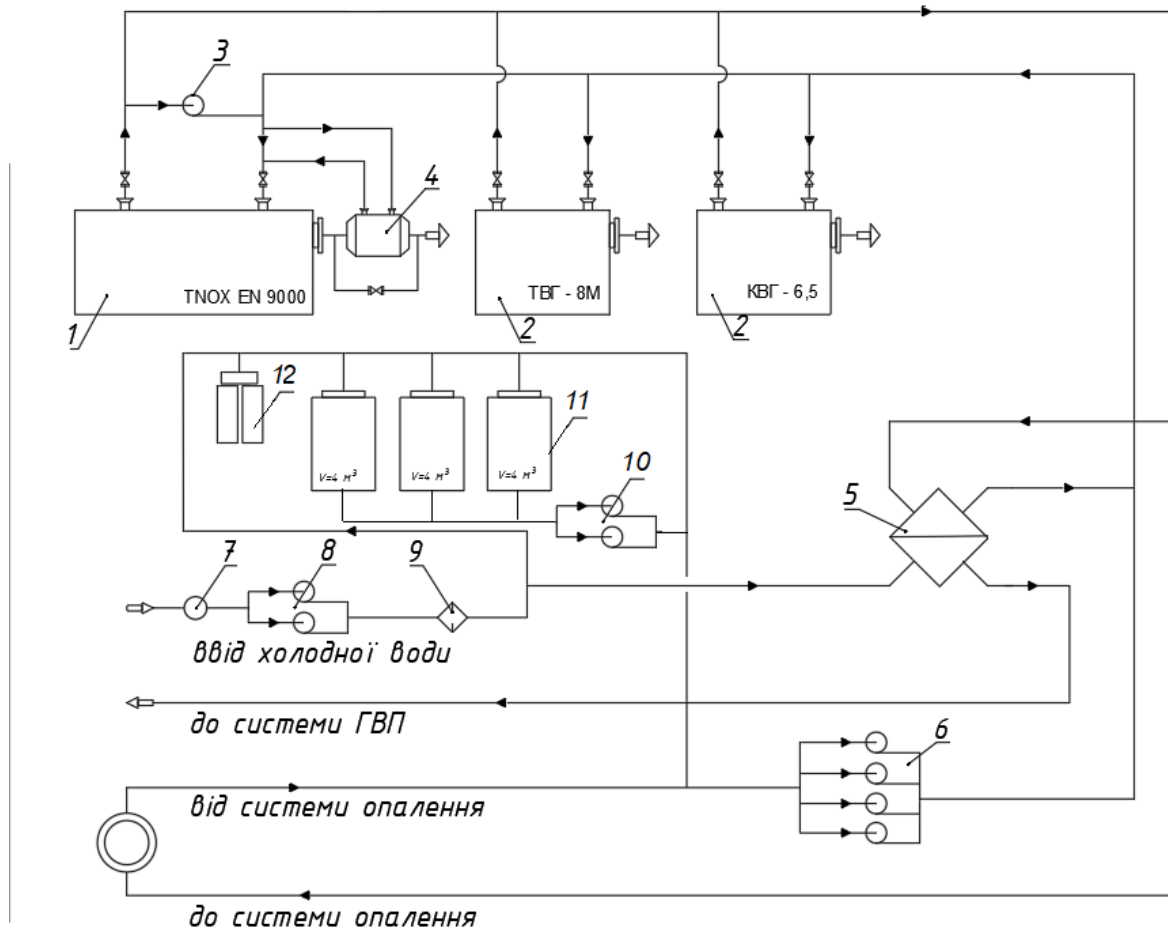 3
4
TNOX EN 9000
ТВГ - 8М
КВГ - 6,5
1
2
2
12
11
V=4 м³
V=4 м³
V=4 м³
10
5
7
8
9
ввід холодної води
до системи ГВП
6
від системи опалення
до системи опалення